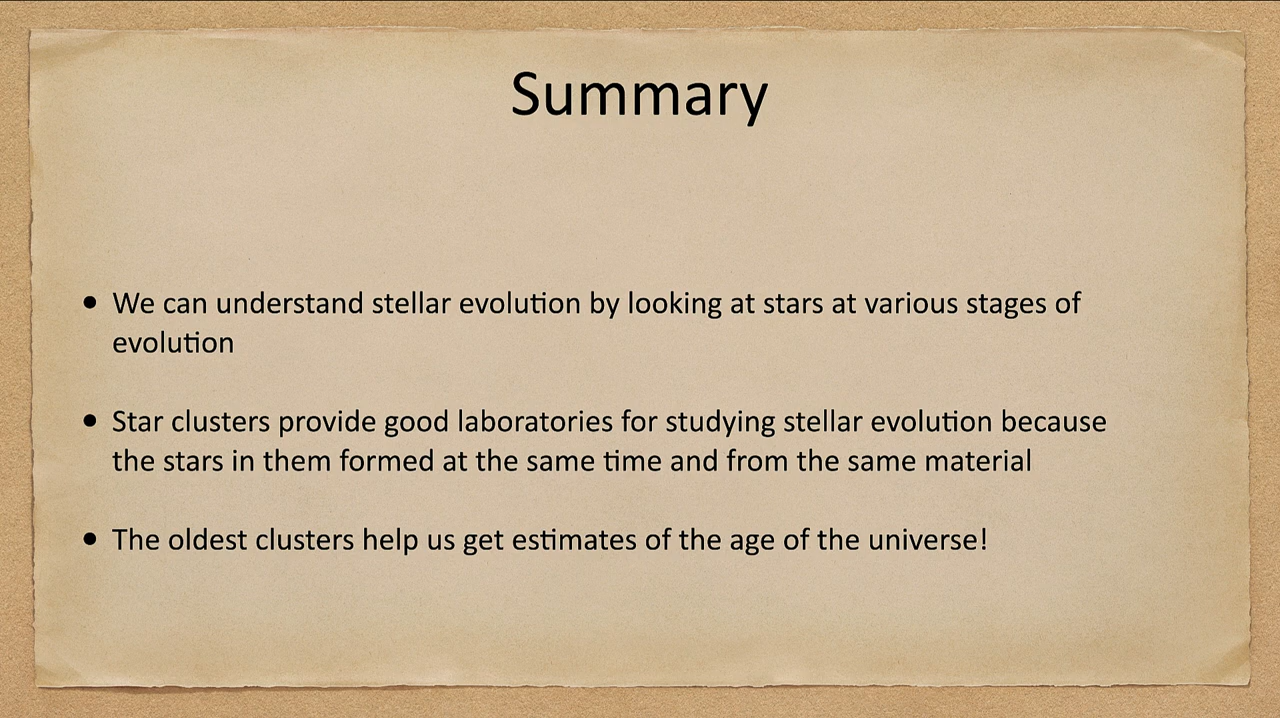 Summary
• We can understand stellar evolution by looking at stars at various stages of
evolution
• Star clusters provide good laboratories for studying stellar evolution because
the stars in them formed at the same time and from the same material
• The oldest clusters help us get estimates of the age of the universe!